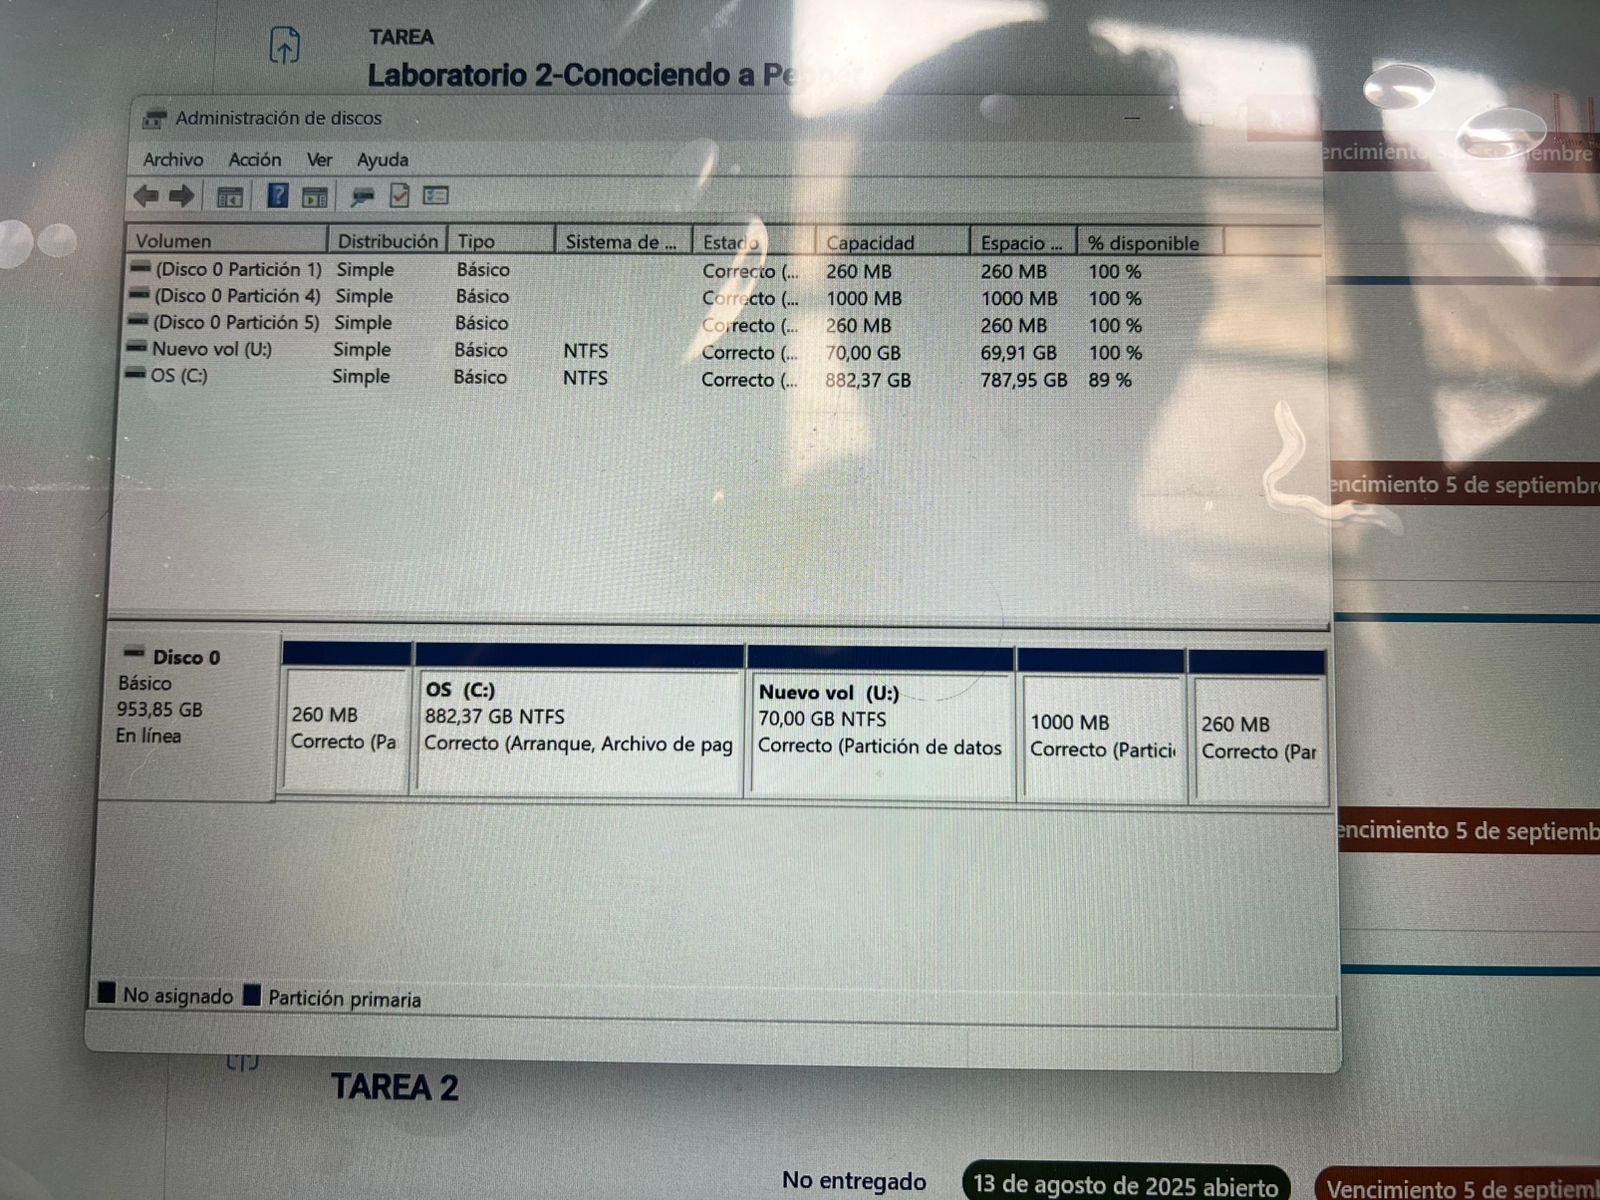 TAREA
Laboratorio 2-Conociendo a Pepper
Administración de discos
Archivo Acción Ver Ayuda
Volumen Distribución Tipo Sistema de ... Estado Capacidad Espacio ... % disponible
(Disco 0 Partición 1) Simple Básico Correcto (... 260 MB 260 MB 100 %
(Disco 0 Partición 4) Simple Básico Correcto (... 1000 MB 1000 MB 100 %
(Disco 0 Partición 5) Simple Básico Correcto (... 260 MB 260 MB 100 %
Nuevo vol (U:) Simple Básico NTFS Correcto (... 70,00 GB 69,91 GB 100 %
OS (C:) Simple Básico NTFS Correcto (... 882,37 GB 787,95 GB 89 %
encimiento 5 de septiembre
encimiento 5 de septiembre
Disco 0
Básico
953,85 GB
En línea
260 MB
Correcto (Pa
OS (C:)
882,37 GB NTFS
Correcto (Arranque, Archivo de pag
Nuevo vol (U:)
70,00 GB NTFS
Correcto (Partición de datos
1000 MB
Correcto (Partici
260 MB
Correcto (Par
encimiento 5 de septiemb
No asignado Partición primaria
TAREA 2
No entregado 13 de agosto de 2025 abierto Vencimiento 5 de septiem